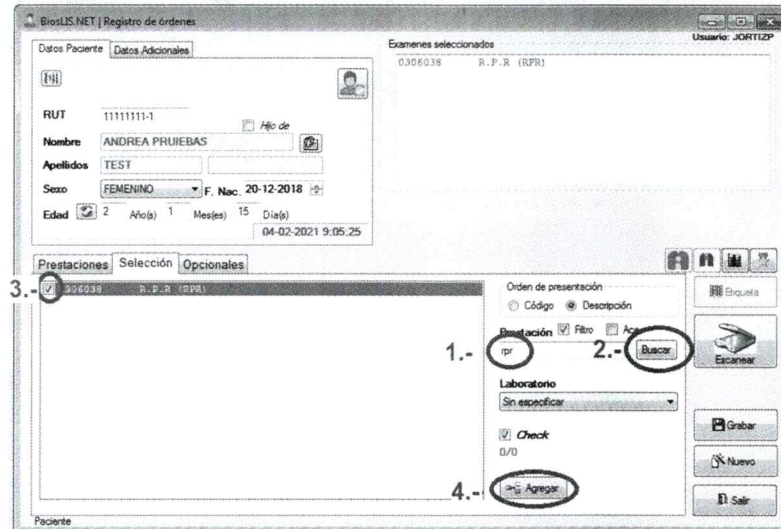 BiosLIS.NET | Registro de órdenes
Usuario: JORTIZP
Datos Paciente Datos Adicionales
RUT 11111111-1
Hijo de
Nombre ANDREA PRUIEBAS
Apellidos TEST
Sexo FEMENINO F. Nac. 20-12-2018
Edad 2 Año(s) 1 Mes(es) 15 Día(s)
04-02-2021 9:05:25
Examenes seleccionados
0306038 R.P.R (RPR)
Prestaciones Selección Opcionales
3.- 306038 R.P.R (RPR)
Orden de presentación
Código Descripción
Prestación Filtro
1.- rpr 2.- Buscar
Laboratorio
Sin especificar
Check
0/0
4.- Agregar
Etiqueta
Escanear
Grabar
Nuevo
Salir
Paciente